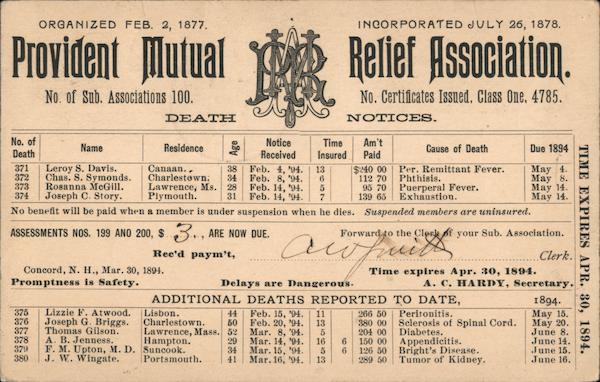 ORGANIZED FEB. 2, 1877. INCORPORATED JULY 26, 1878.
Provident Mutual Relief Association.
No. of Sub. Associations 100. No. Certificates Issued, Class One, 4785.
DEATH NOTICES.
No. of Death Name Residence Age Notice Received Time Insured Am't Paid Cause of Death Due 1894
371 Leroy S. Davis. Canaan. 38 Feb. 4, '94. 13 $240 00 Per. Remittant Fever. May 4.
372 Chas. S. Symonds. Charlestown. 34 Feb. 8, '94. 6 112 70 Phthisis. May 8.
373 Rosanna McGill. Lawrence, Ms. 28 Feb. 14, '94. 5 95 70 Puerperal Fever. May 14.
374 Joseph C. Story. Plymouth. 31 Feb. 14, '94. 7 139 65 Exhaustion. May 14.
No benefit will be paid when a member is under suspension when he dies. Suspended members are uninsured.
ASSESSMENTS NOS. 199 AND 200, $ 3.., ARE NOW DUE. Forward to the Clerk of your Sub. Association.
Rec'd paym't, Clerk.
Concord, N. H., Mar. 30, 1894. Time expires Apr. 30, 1894.
Promptness is Safety. Delays are Dangerous. A. C. HARDY, Secretary.
ADDITIONAL DEATHS REPORTED TO DATE, 1894.
375 Lizzie F. Atwood. Lisbon. 44 Feb. 15, '94. 11 266 50 Peritonitis. May 15.
376 Joseph G. Briggs. Charlestown. 50 Feb. 20, '94. 13 380 00 Sclerosis of Spinal Cord. May 20.
377 Thomas Gilson. Lawrence, Mass. 52 Mar. 8, '94. 5 204 00 Diabetes. June 8.
378 A. B. Jenness. Hampton. 29 Mar. 14, '94. 16 6 150 00 Appendicitis. June 14.
379 F. M. Upton, M. D. Suncook. 34 Mar. 15, '94. 5 6 126 50 Bright's Disease. June 15.
380 J. W. Wingate. Portsmouth. 41 Mar. 16, '94. 13 289 50 Tumor of Kidney. June 16.
TIME EXPIRES APR. 30, 1894.